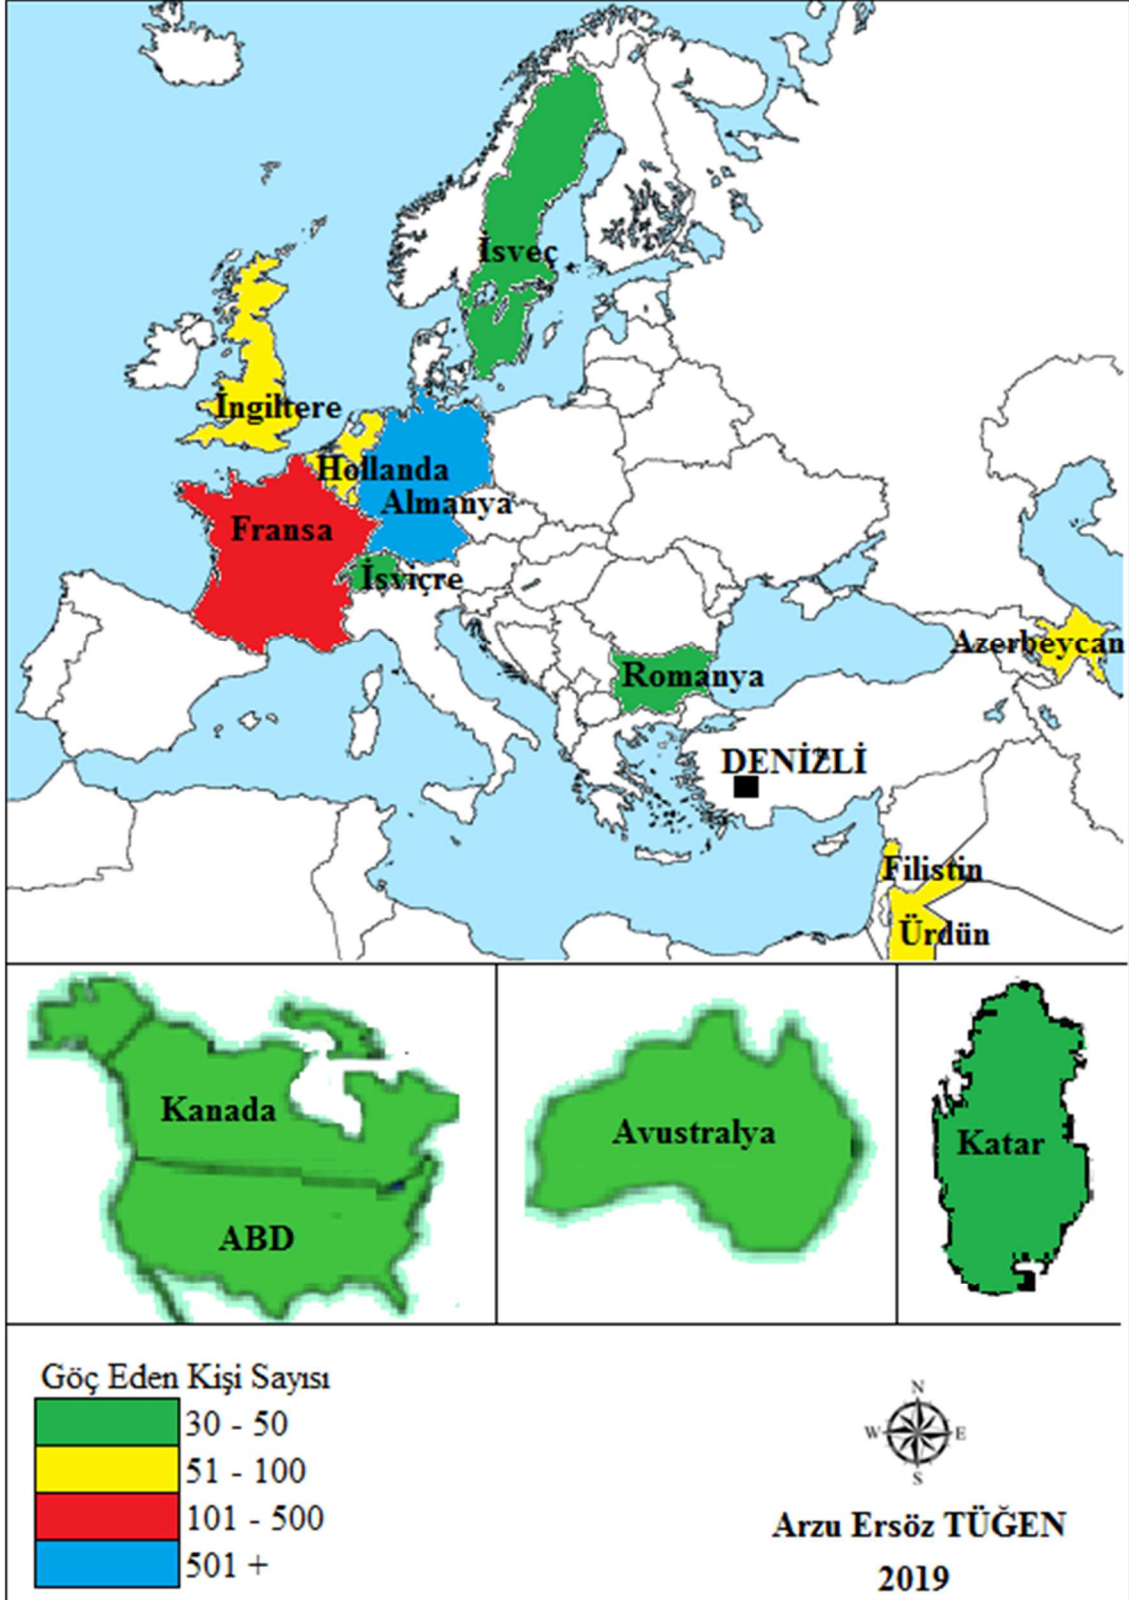 İsveç
İngiltere
Hollanda
Almanya
Fransa
İsviçre
Azerbeycan
Romanya
DENİZLİ
Filistin
Ürdün
Kanada
ABD
Avustralya
Katar
Göç Eden Kişi Sayısı
30 - 50
51 - 100
101 - 500
501 +
N
W E
S
Arzu Ersöz TÜĞEN
2019